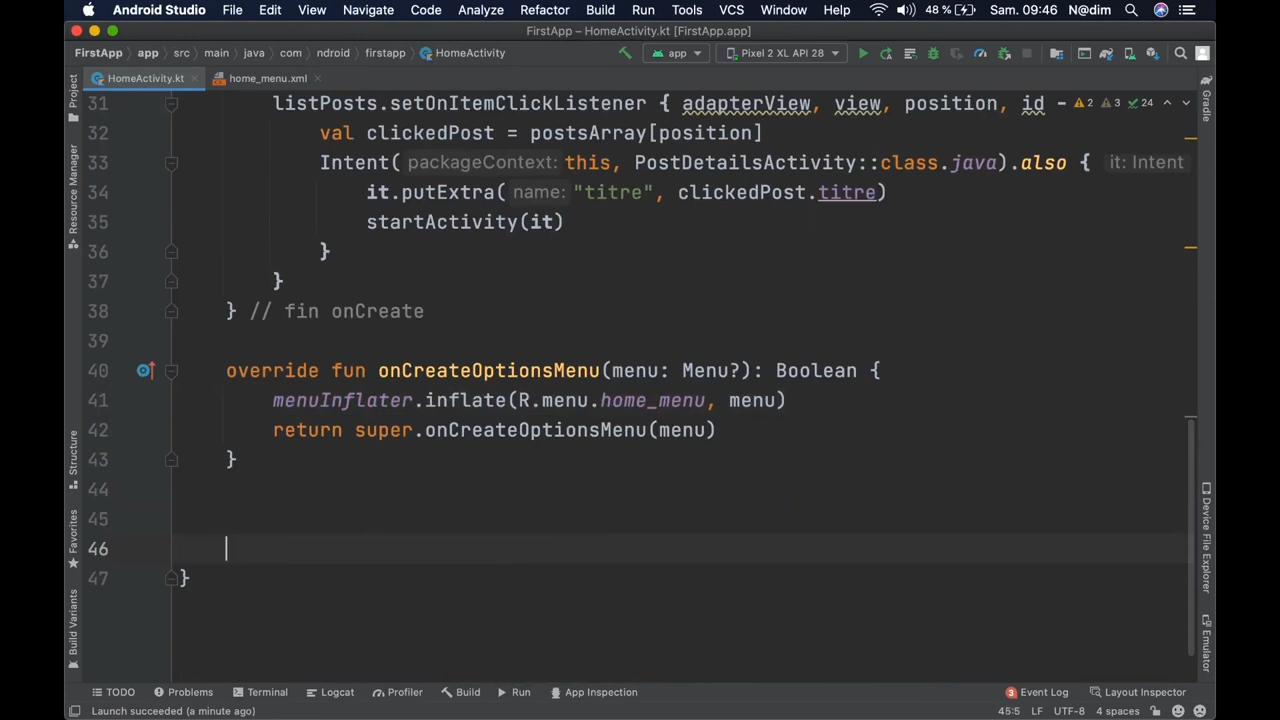 Android Studio File Edit View Navigate Code Analyze Refactor Build Run Tools VCS Window Help 48 % Sam. 09:46 N@dim
FirstApp – HomeActivity.kt [FirstApp.app]
FirstApp app src main java com ndroid firstapp HomeActivity app Pixel 2 XL API 28
HomeActivity.kt home_menu.xml
31 listPosts.setOnItemClickListener { adapterView, view, position, id - 2 3 24
32 val clickedPost = postsArray[position]
33 Intent( packageContext: this, PostDetailsActivity::class.java).also { it: Intent
34 it.putExtra( name: "titre", clickedPost.titre)
35 startActivity(it)
36 }
37 }
38 } // fin onCreate
39
40 override fun onCreateOptionsMenu(menu: Menu?): Boolean {
41 menuInflater.inflate(R.menu.home_menu, menu)
42 return super.onCreateOptionsMenu(menu)
43 }
44
45
46
47 }
Project
Resource Manager
Structure
Favorites
Build Variants
Gradle
Device File Explorer
Emulator
TODO Problems Terminal Logcat Profiler Build Run App Inspection 3 Event Log Layout Inspector
Launch succeeded (a minute ago) 45:5 LF UTF-8 4 spaces